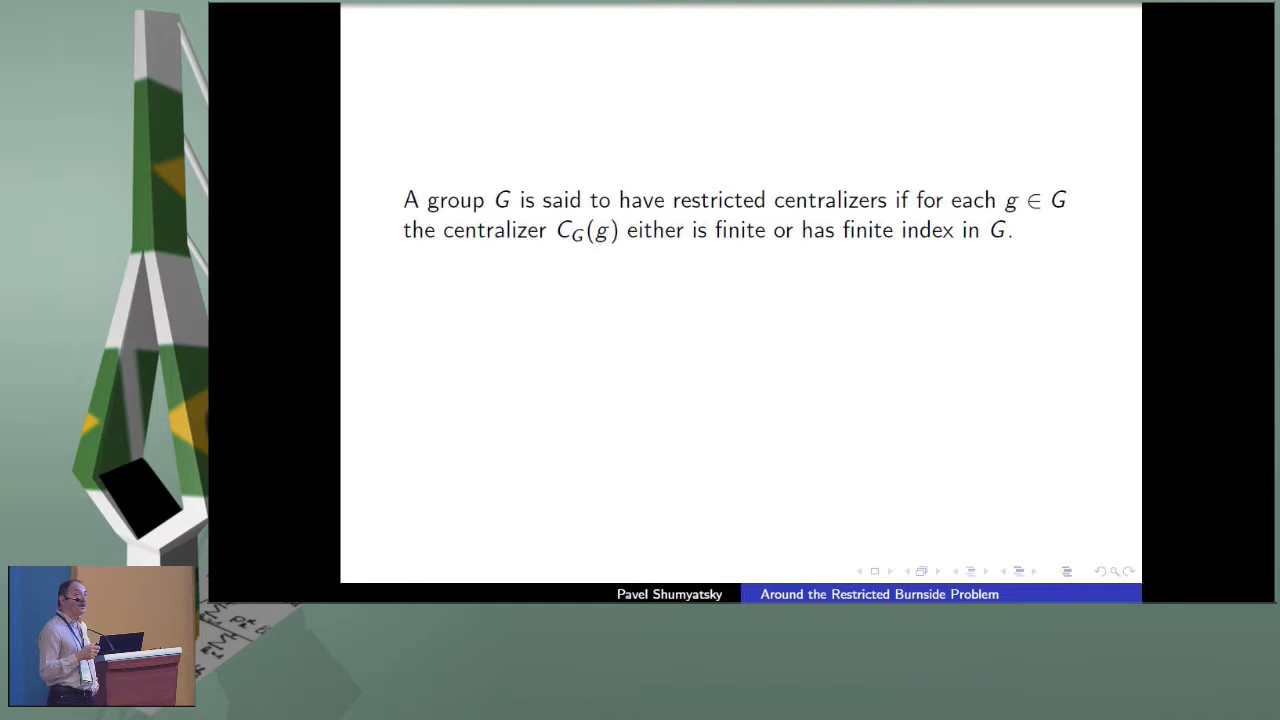 A group G is said to have restricted centralizers if for each g ∈ G
the centralizer C_G(g) either is finite or has finite index in G.
Pavel Shumyatsky
Around the Restricted Burnside Problem